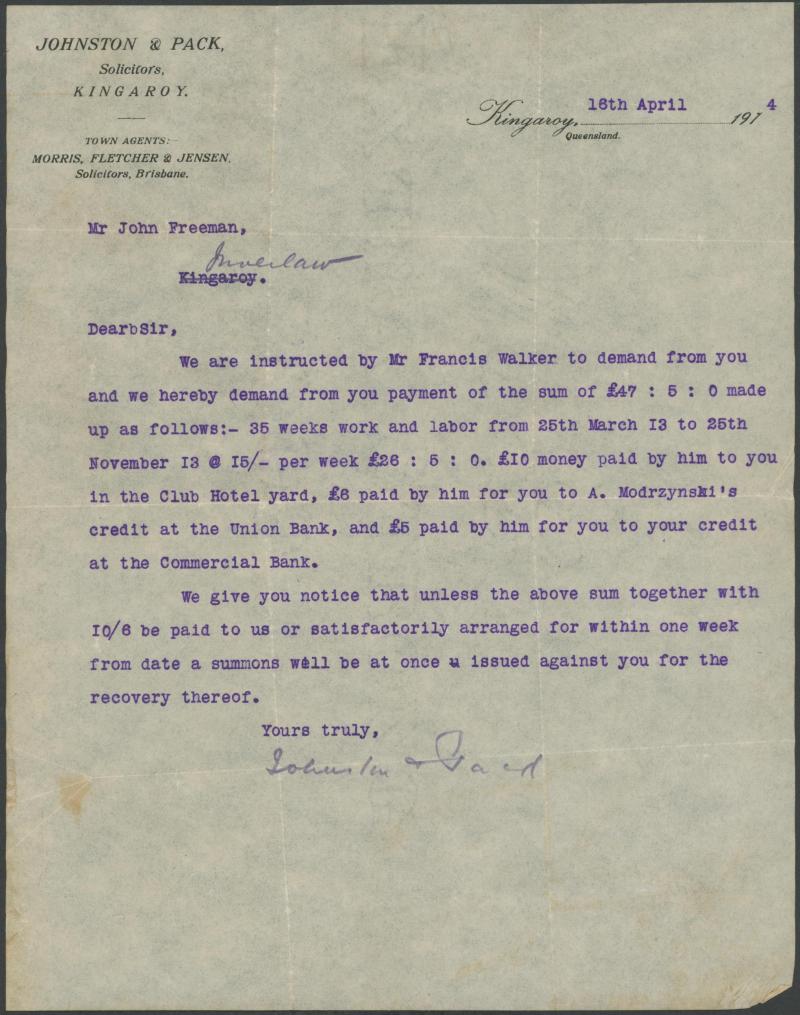 JOHNSTON & PACK,
Solicitors,
KINGAROY.
TOWN AGENTS:-
MORRIS, FLETCHER & JENSEN,
Solicitors, Brisbane.
Kingaroy, 16th April 1914
Queensland.
Mr John Freeman,
Inverlaw
Kingaroy.
DearbSir,
We are instructed by Mr Francis Walker to demand from you
and we hereby demand from you payment of the sum of £47 : 5 : 0 made
up as follows:- 35 weeks work and labor from 25th March I3 to 25th
November I3 @ I5/- per week £26 : 5 : 0. £I0 money paid by him to you
in the Club Hotel yard, £6 paid by him for you to A. Modrzynski's
credit at the Union Bank, and £5 paid by him for you to your credit
at the Commercial Bank.
We give you notice that unless the above sum together with
I0/6 be paid to us or satisfactorily arranged for within one week
from date a summons will be at once u issued against you for the
recovery thereof.
Yours truly,
Johnston & Pack